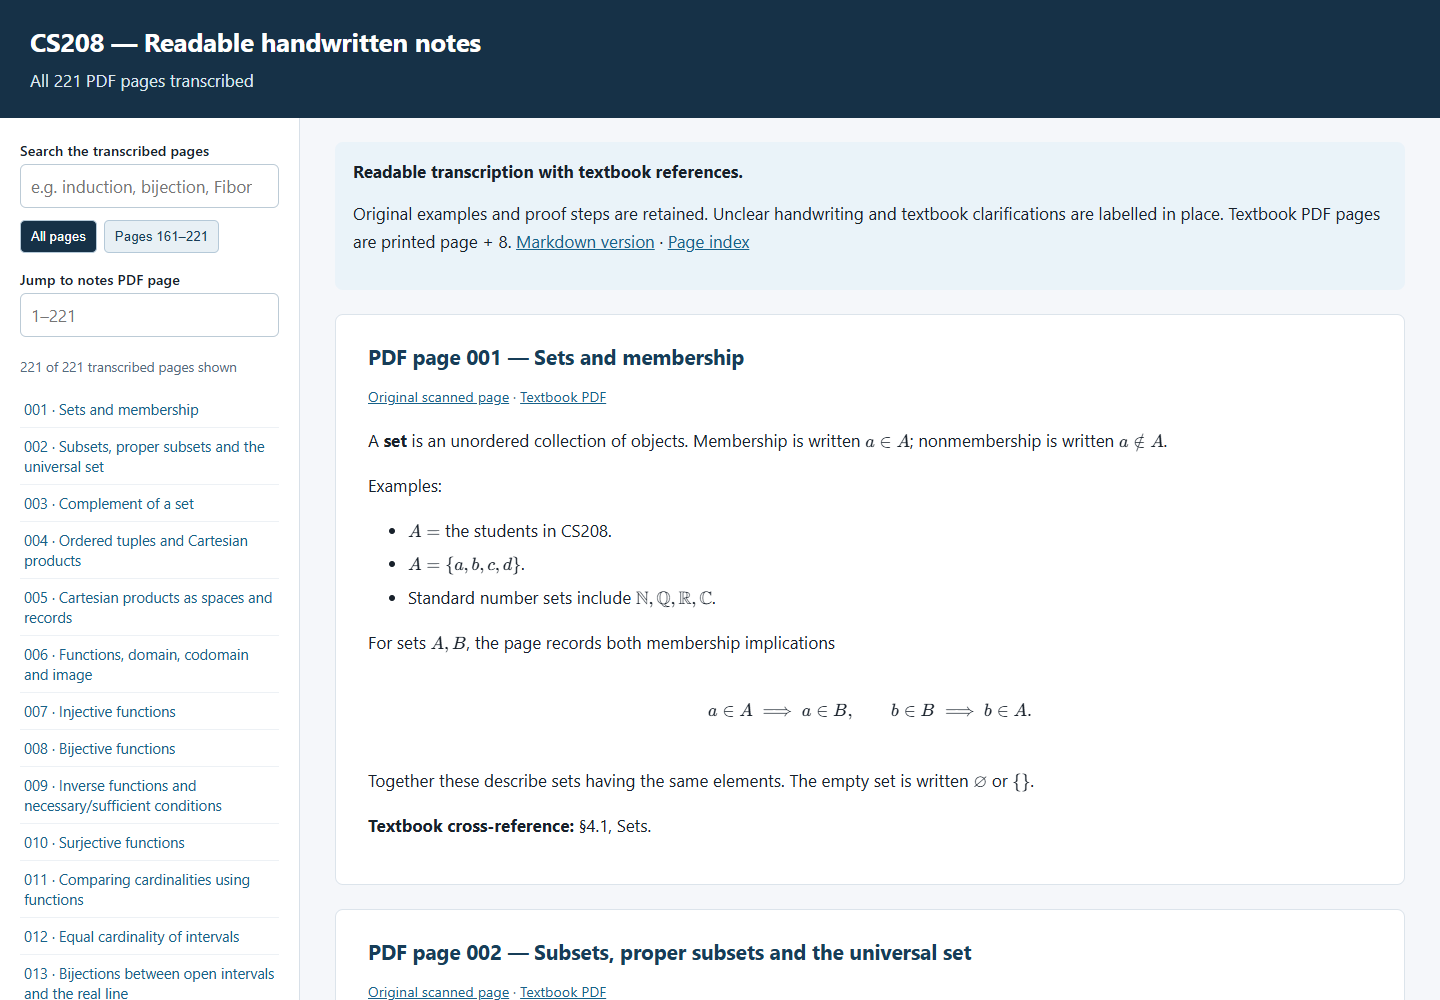 CS208 — Readable handwritten notes
All 221 PDF pages transcribed
Search the transcribed pages
e.g. induction, bijection, Fibor
All pages
Pages 161–221
Jump to notes PDF page
1–221
221 of 221 transcribed pages shown
001 · Sets and membership
002 · Subsets, proper subsets and the
universal set
003 · Complement of a set
004 · Ordered tuples and Cartesian
products
005 · Cartesian products as spaces and
records
006 · Functions, domain, codomain
and image
007 · Injective functions
008 · Bijective functions
009 · Inverse functions and
necessary/sufficient conditions
010 · Surjective functions
011 · Comparing cardinalities using
functions
012 · Equal cardinality of intervals
013 · Bijections between open intervals
and the real line
Readable transcription with textbook references.
Original examples and proof steps are retained. Unclear handwriting and textbook clarifications are labelled in place. Textbook PDF pages
are printed page + 8. Markdown version · Page index
PDF page 001 — Sets and membership
Original scanned page · Textbook PDF
A set is an unordered collection of objects. Membership is written a ∈ A; nonmembership is written a ∉ A.
Examples:
• A = the students in CS208.
• A = {a, b, c, d}.
• Standard number sets include ℕ, ℚ, ℝ, ℂ.
For sets A, B, the page records both membership implications
a ∈ A ⟹ a ∈ B, b ∈ B ⟹ b ∈ A.
Together these describe sets having the same elements. The empty set is written ∅ or {}.
Textbook cross-reference: §4.1, Sets.
PDF page 002 — Subsets, proper subsets and the universal set
Original scanned page · Textbook PDF